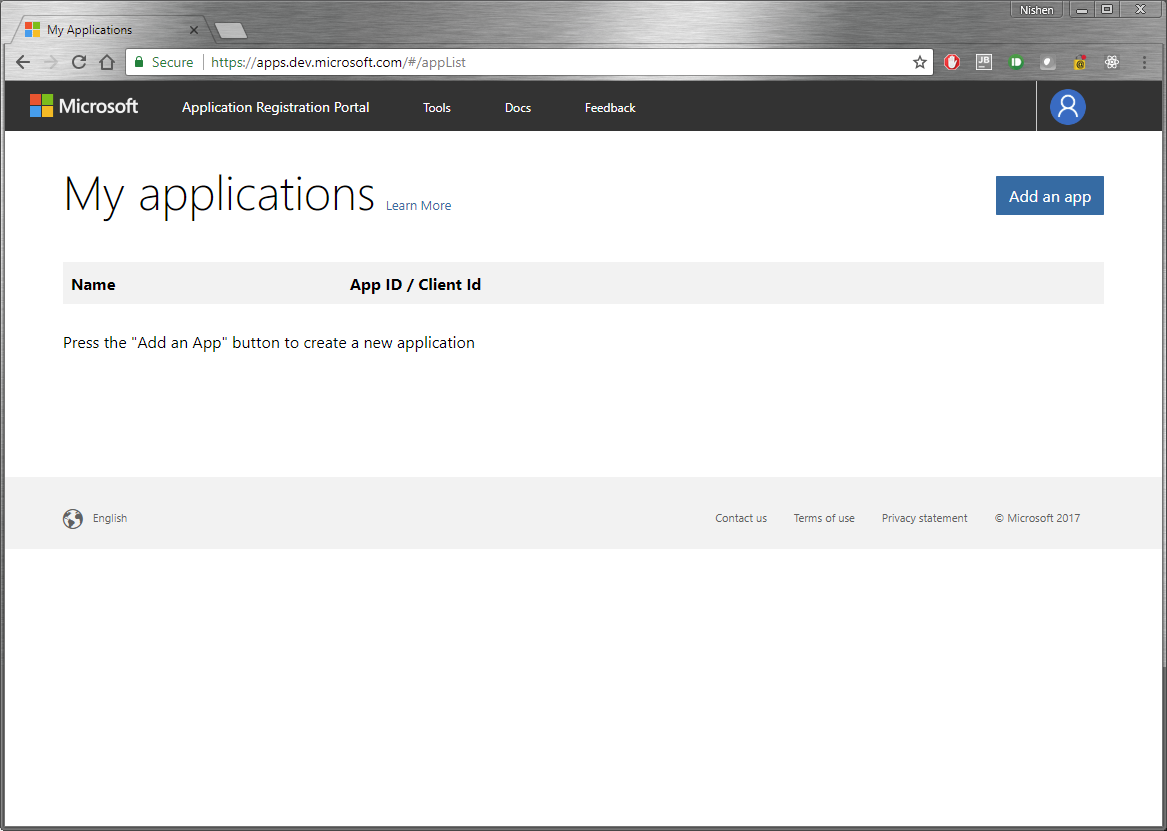 Nishen
My Applications
Secure https://apps.dev.microsoft.com/#/appList
JB
Microsoft Application Registration Portal Tools Docs Feedback
My applications Learn More Add an app
Name App ID / Client Id
Press the "Add an App" button to create a new application
English Contact us Terms of use Privacy statement © Microsoft 2017